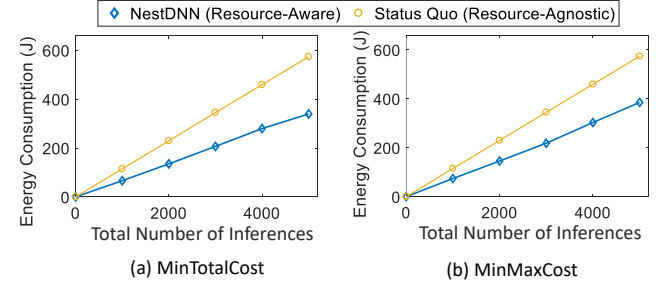 NestDNN (Resource-Aware) Status Quo (Resource-Agnostic)
Energy Consumption (J)
600
400
200
0
0 2000 4000
Total Number of Inferences
(a) MinTotalCost
Energy Consumption (J)
600
400
200
0
0 2000 4000
Total Number of Inferences
(b) MinMaxCost